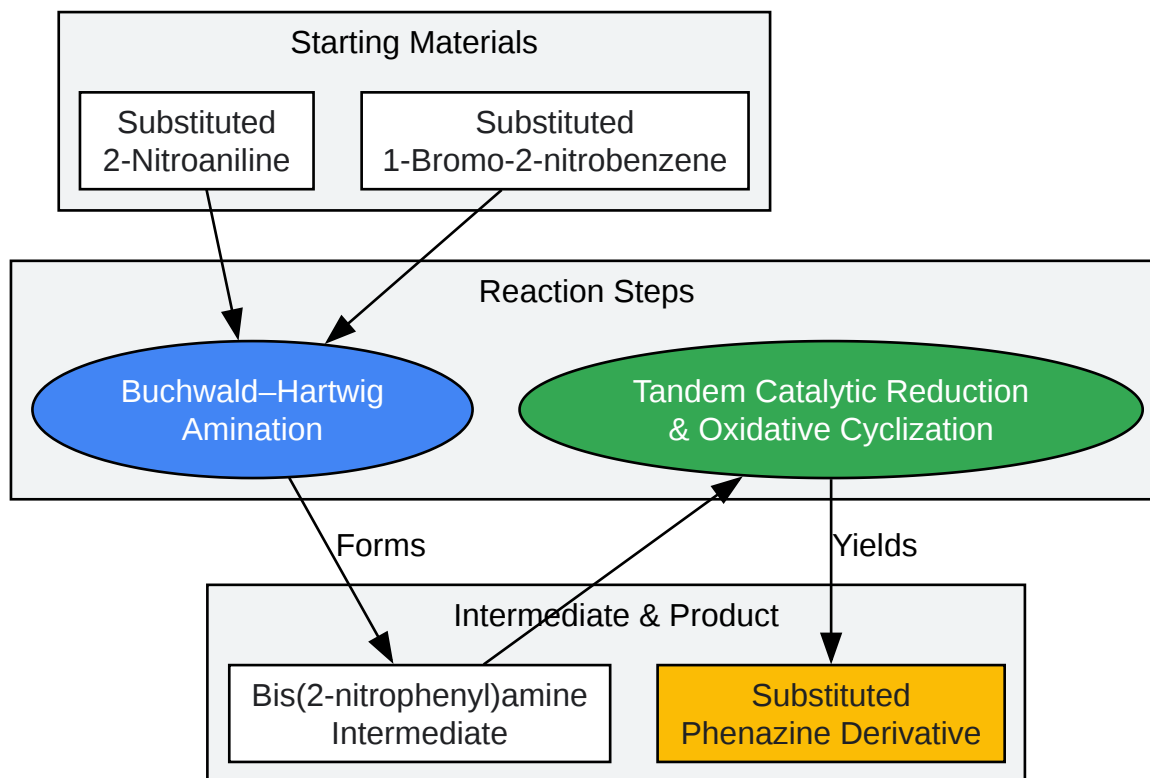 Starting Materials
Substituted
2-Nitroaniline
Substituted
1-Bromo-2-nitrobenzene
Reaction Steps
Buchwald–Hartwig
Amination
Tandem Catalytic Reduction
& Oxidative Cyclization
Forms
Yields
Intermediate & Product
Bis(2-nitrophenyl)amine
Intermediate
Substituted
Phenazine Derivative